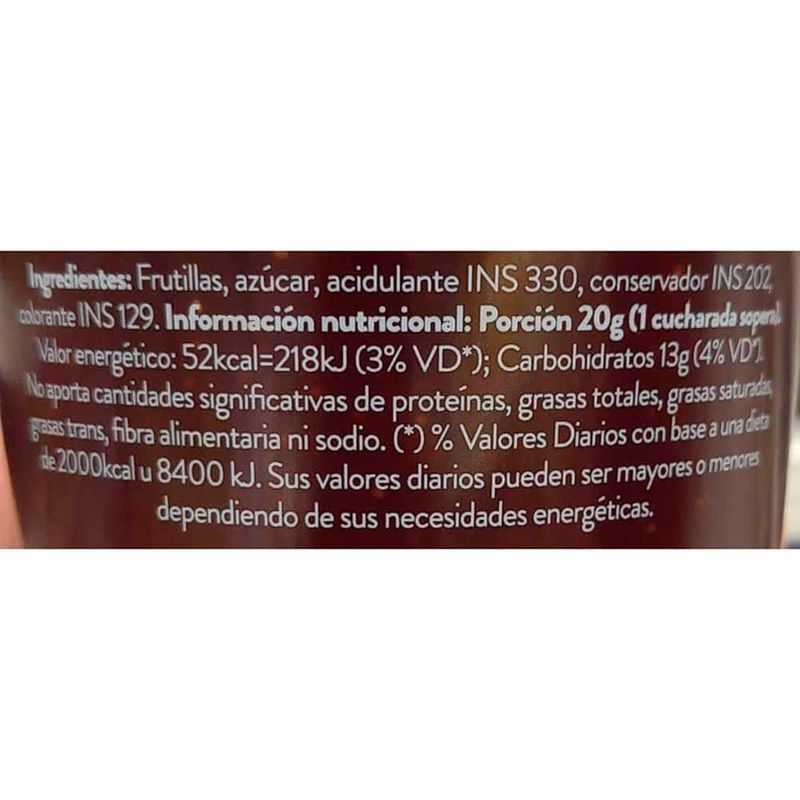 Ingredientes: Frutillas, azúcar, acidulante INS 330, conservador INS 202,
colorante INS 129. Información nutricional: Porción 20g (1 cucharada sopera).
Valor energético: 52kcal=218kJ (3% VD*); Carbohidratos 13g (4% VD*).
No aporta cantidades significativas de proteínas, grasas totales, grasas saturadas,
grasas trans, fibra alimentaria ni sodio. (*) % Valores Diarios con base a una dieta
de 2000kcal u 8400 kJ. Sus valores diarios pueden ser mayores o menores
dependiendo de sus necesidades energéticas.